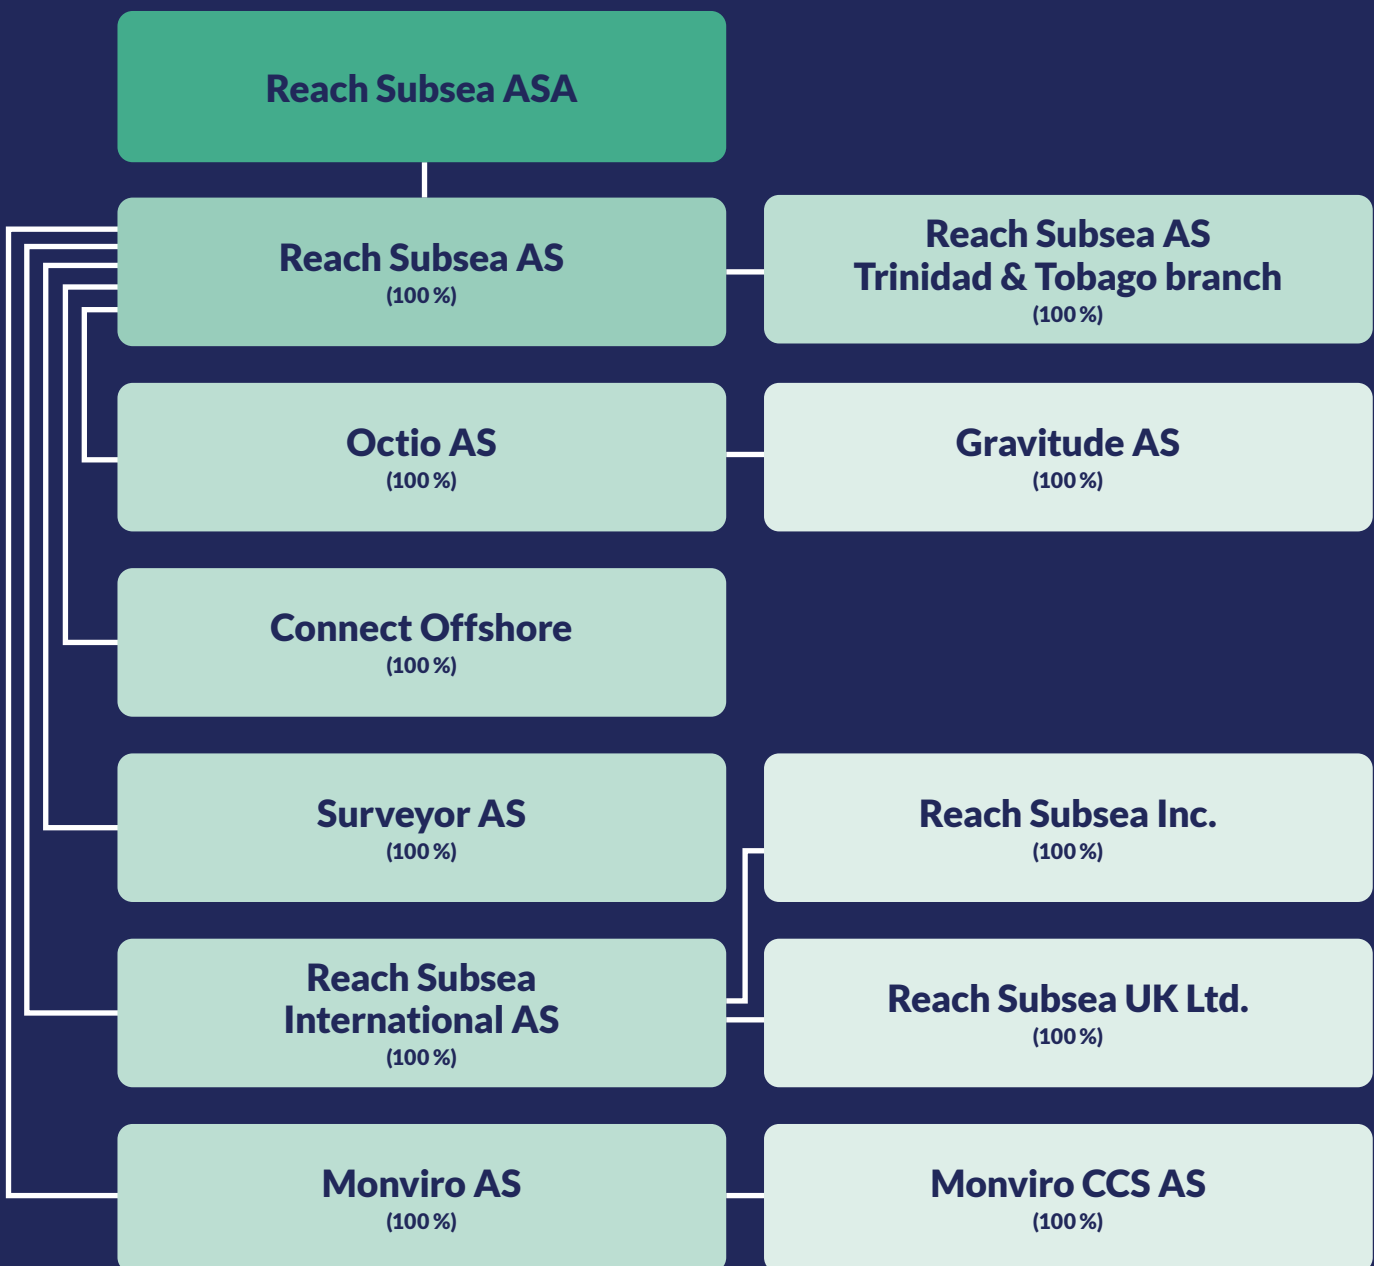 Reach Subsea ASA
Reach Subsea AS
(100 %)
Reach Subsea AS
Trinidad & Tobago branch
(100 %)
Octio AS
(100 %)
Gravitude AS
(100 %)
Connect Offshore
(100 %)
Surveyor AS
(100 %)
Reach Subsea Inc.
(100 %)
Reach Subsea
International AS
(100 %)
Reach Subsea UK Ltd.
(100 %)
Monviro AS
(100 %)
Monviro CCS AS
(100 %)